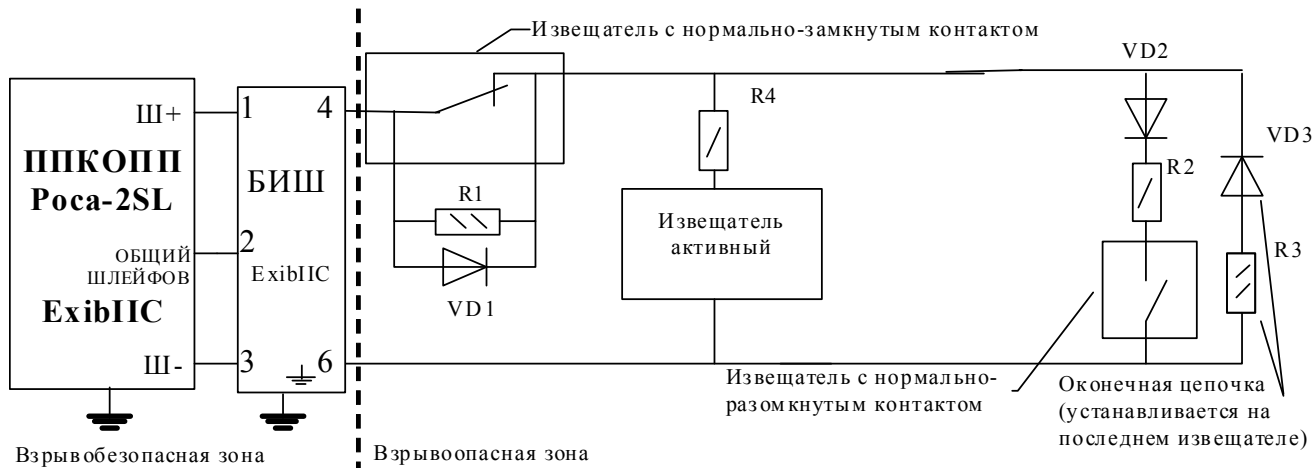 Извещатель с нормально-замкнутым контактом
VD2
Ш+
1
4
R4
VD3
ППКОПП
Роса-2SL
БИШ
R1
R2
Извещатель
активный
ОБЩИЙ
ШЛЕЙФОВ
2
ExibIIC
R3
ExibIIC
VD1
Ш-
3
6
Извещатель с нормально-
разомкнутым контактом
Оконечная цепочка
(устанавливается на
последнем извещателе)
Взрывобезопасная зона
Взрывоопасная зона